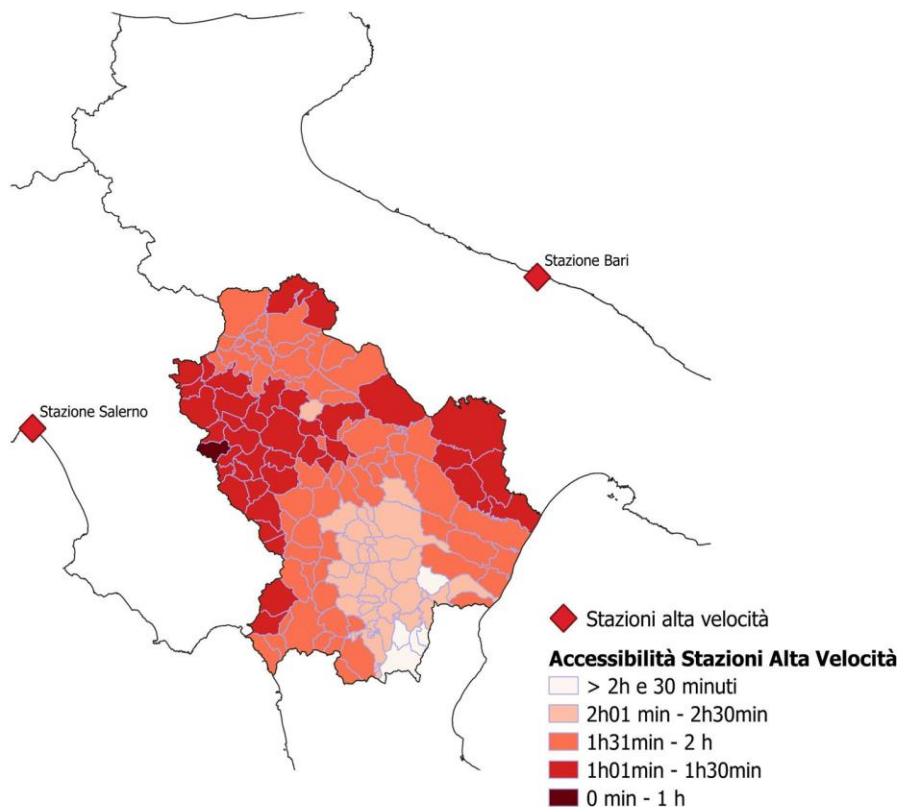 Stazione Bari
Stazione Salerno
Stazioni alta velocità
Accessibilità Stazioni Alta Velocità
> 2h e 30 minuti
2h01 min - 2h30min
1h31min - 2 h
1h01min - 1h30min
0 min - 1 h